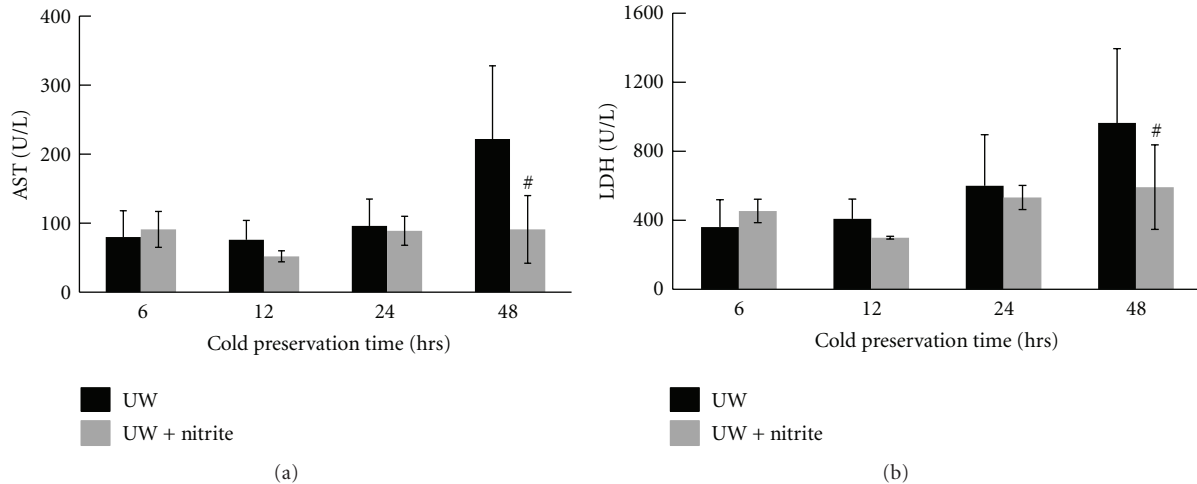 400
300
200
100
0
AST (U/L)
#
6 12 24 48
Cold preservation time (hrs)
UW
UW + nitrite
(a)
1600
1200
800
400
0
LDH (U/L)
#
6 12 24 48
Cold preservation time (hrs)
UW
UW + nitrite
(b)